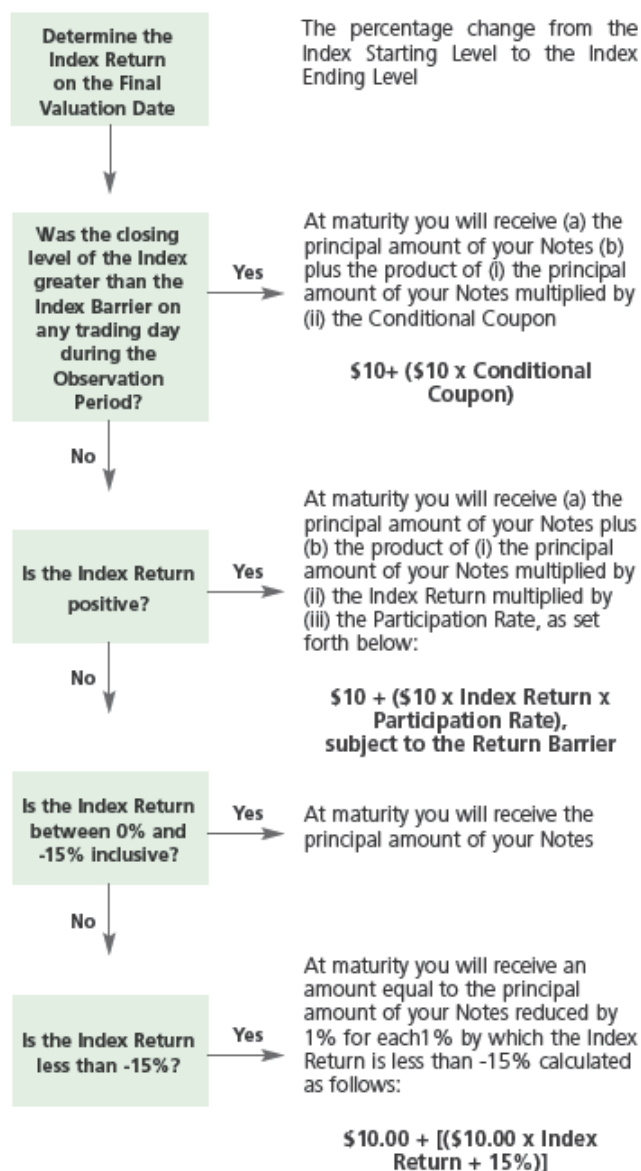 Determine the
Index Return
on the Final
Valuation Date
The percentage change from the
Index Starting Level to the Index
Ending Level
Was the closing
level of the Index
greater than the
Index Barrier on
any trading day
during the
Observation
Period?
Yes
At maturity you will receive (a) the
principal amount of your Notes (b)
plus the product of (i) the principal
amount of your Notes multiplied by
(ii) the Conditional Coupon
$10+ ($10 x Conditional
Coupon)
No
Is the Index Return
positive?
Yes
At maturity you will receive (a) the
principal amount of your Notes plus
(b) the product of (i) the principal
amount of your Notes multiplied by
(ii) the Index Return multiplied by
(iii) the Participation Rate, as set
forth below:
$10 + ($10 x Index Return x
Participation Rate),
subject to the Return Barrier
No
Is the Index Return
between 0% and
-15% inclusive?
Yes
At maturity you will receive the
principal amount of your Notes
No
Is the Index Return
less than -15%?
Yes
At maturity you will receive an
amount equal to the principal
amount of your Notes reduced by
1% for each1% by which the Index
Return is less than -15% calculated
as follows:
$10.00 + [($10.00 x Index
Return + 15%)]